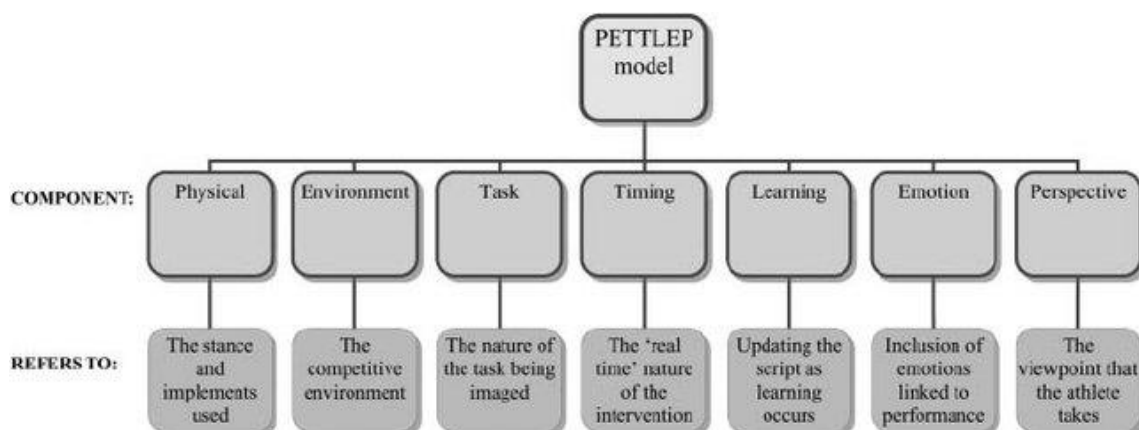 PETTLEP
model
COMPONENT:
Physical
Environment
Task
Timing
Learning
Emotion
Perspective
REFERS TO:
The stance
and
implements
used
The
competitive
environment
The nature of
the task being
imaged
The ‘real
time’ nature
of the
intervention
Updating the
script as
learning
occurs
Inclusion of
emotions
linked to
performance
The
viewpoint that
the athlete
takes